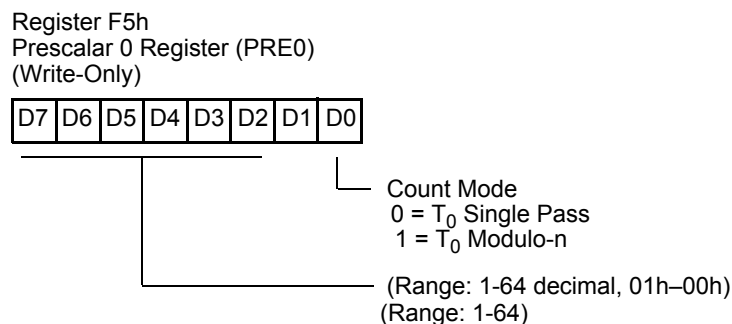 Register F5h
Prescalar 0 Register (PRE0)
(Write-Only)
D7 D6 D5 D4 D3 D2 D1 D0
Count Mode
0 = T0 Single Pass
1 = T0 Modulo-n
(Range: 1-64 decimal, 01h–00h)
(Range: 1-64)